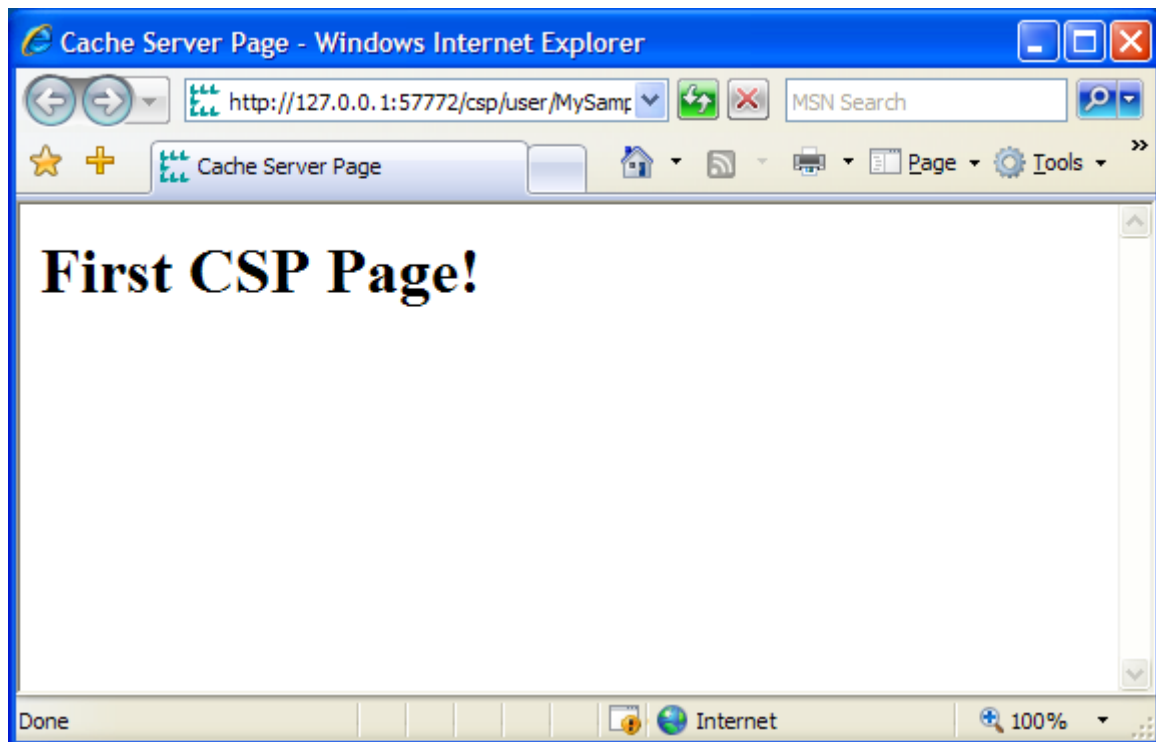 Cache Server Page - Windows Internet Explorer
http://127.0.0.1:57772/csp/user/MySamp MSN Search
Cache Server Page Page Tools »
First CSP Page!
Done Internet 100%